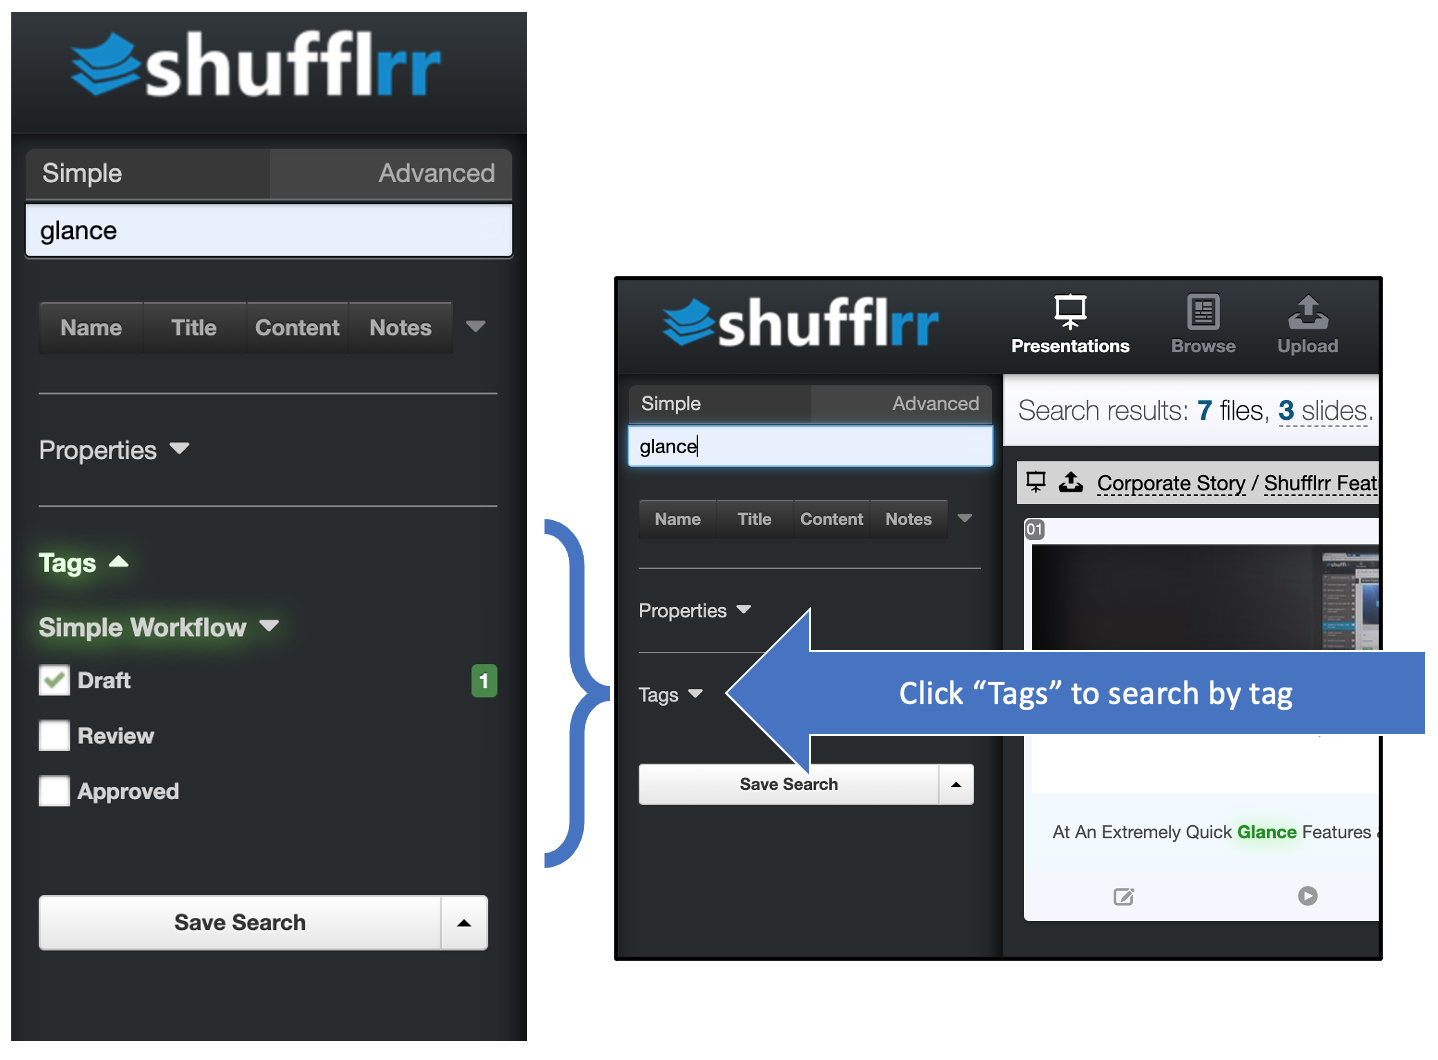 shufflrr
Simple Advanced
glance
Name Title Content Notes
Properties
Tags
Simple Workflow
Draft 1
Review
Approved
Save Search
shufflrr
Presentations Browse Upload
Simple Advanced
glance
Name Title Content Notes
Properties
Tags
Save Search
Search results: 7 files, 3 slides.
Corporate Story / Shufflrr Feat
01
Click “Tags” to search by tag
At An Extremely Quick Glance Features